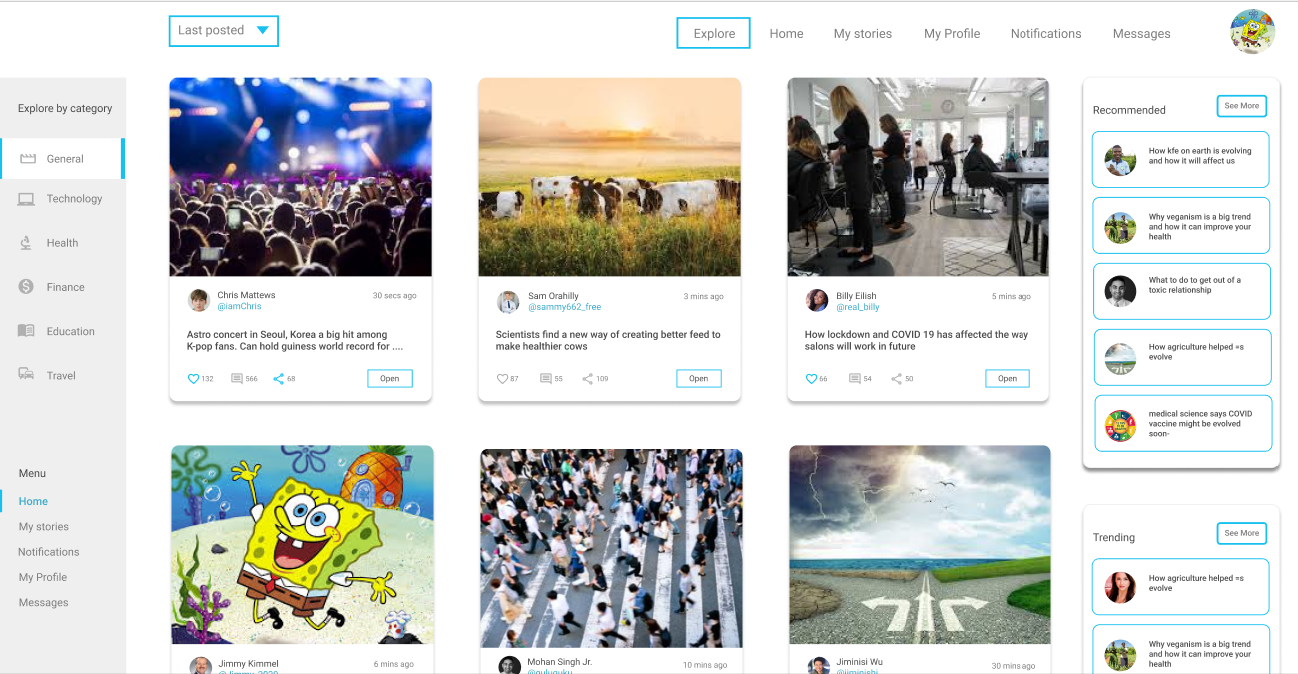 Last posted
Explore
Home
My stories
My Profile
Notifications
Messages
Explore by category
General
Technology
Health
Finance
Education
Travel
Menu
Home
My stories
Notifications
My Profile
Messages
Chris Mattews
30 secs ago
@iamChris
Astro concert in Seoul, Korea a big hit among
K-pop fans. Can hold guiness world record for ....
132
566
68
Open
Sam Orahilly
3 mins ago
@sammy662_free
Scientists find a new way of creating better feed to
make healthier cows
87
55
109
Open
Billy Eilish
5 mins ago
@real_billy
How lockdown and COVID 19 has affected the way
salons will work in future
66
54
50
Open
Jimmy Kimmel
6 mins ago
@Jimmy_2020
Mohan Singh Jr.
10 mins ago
@guluguku
Jiminisi Wu
30 mins ago
@jiminishi
Recommended
See More
How kfe on earth is evolving
and how it will affect us
Why veganism is a big trend
and how it can improve your
health
What to do to get out of a
toxic relationship
How agriculture helped =s
evolve
medical science says COVID
vaccine might be evolved
soon-
Trending
See More
How agriculture helped =s
evolve
Why veganism is a big trend
and how it can improve your
health